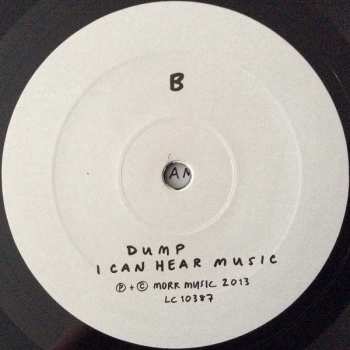 B
AM
DUMP
I CAN HEAR MUSIC
℗ + © MORR MUSIC 2013
LC 10387